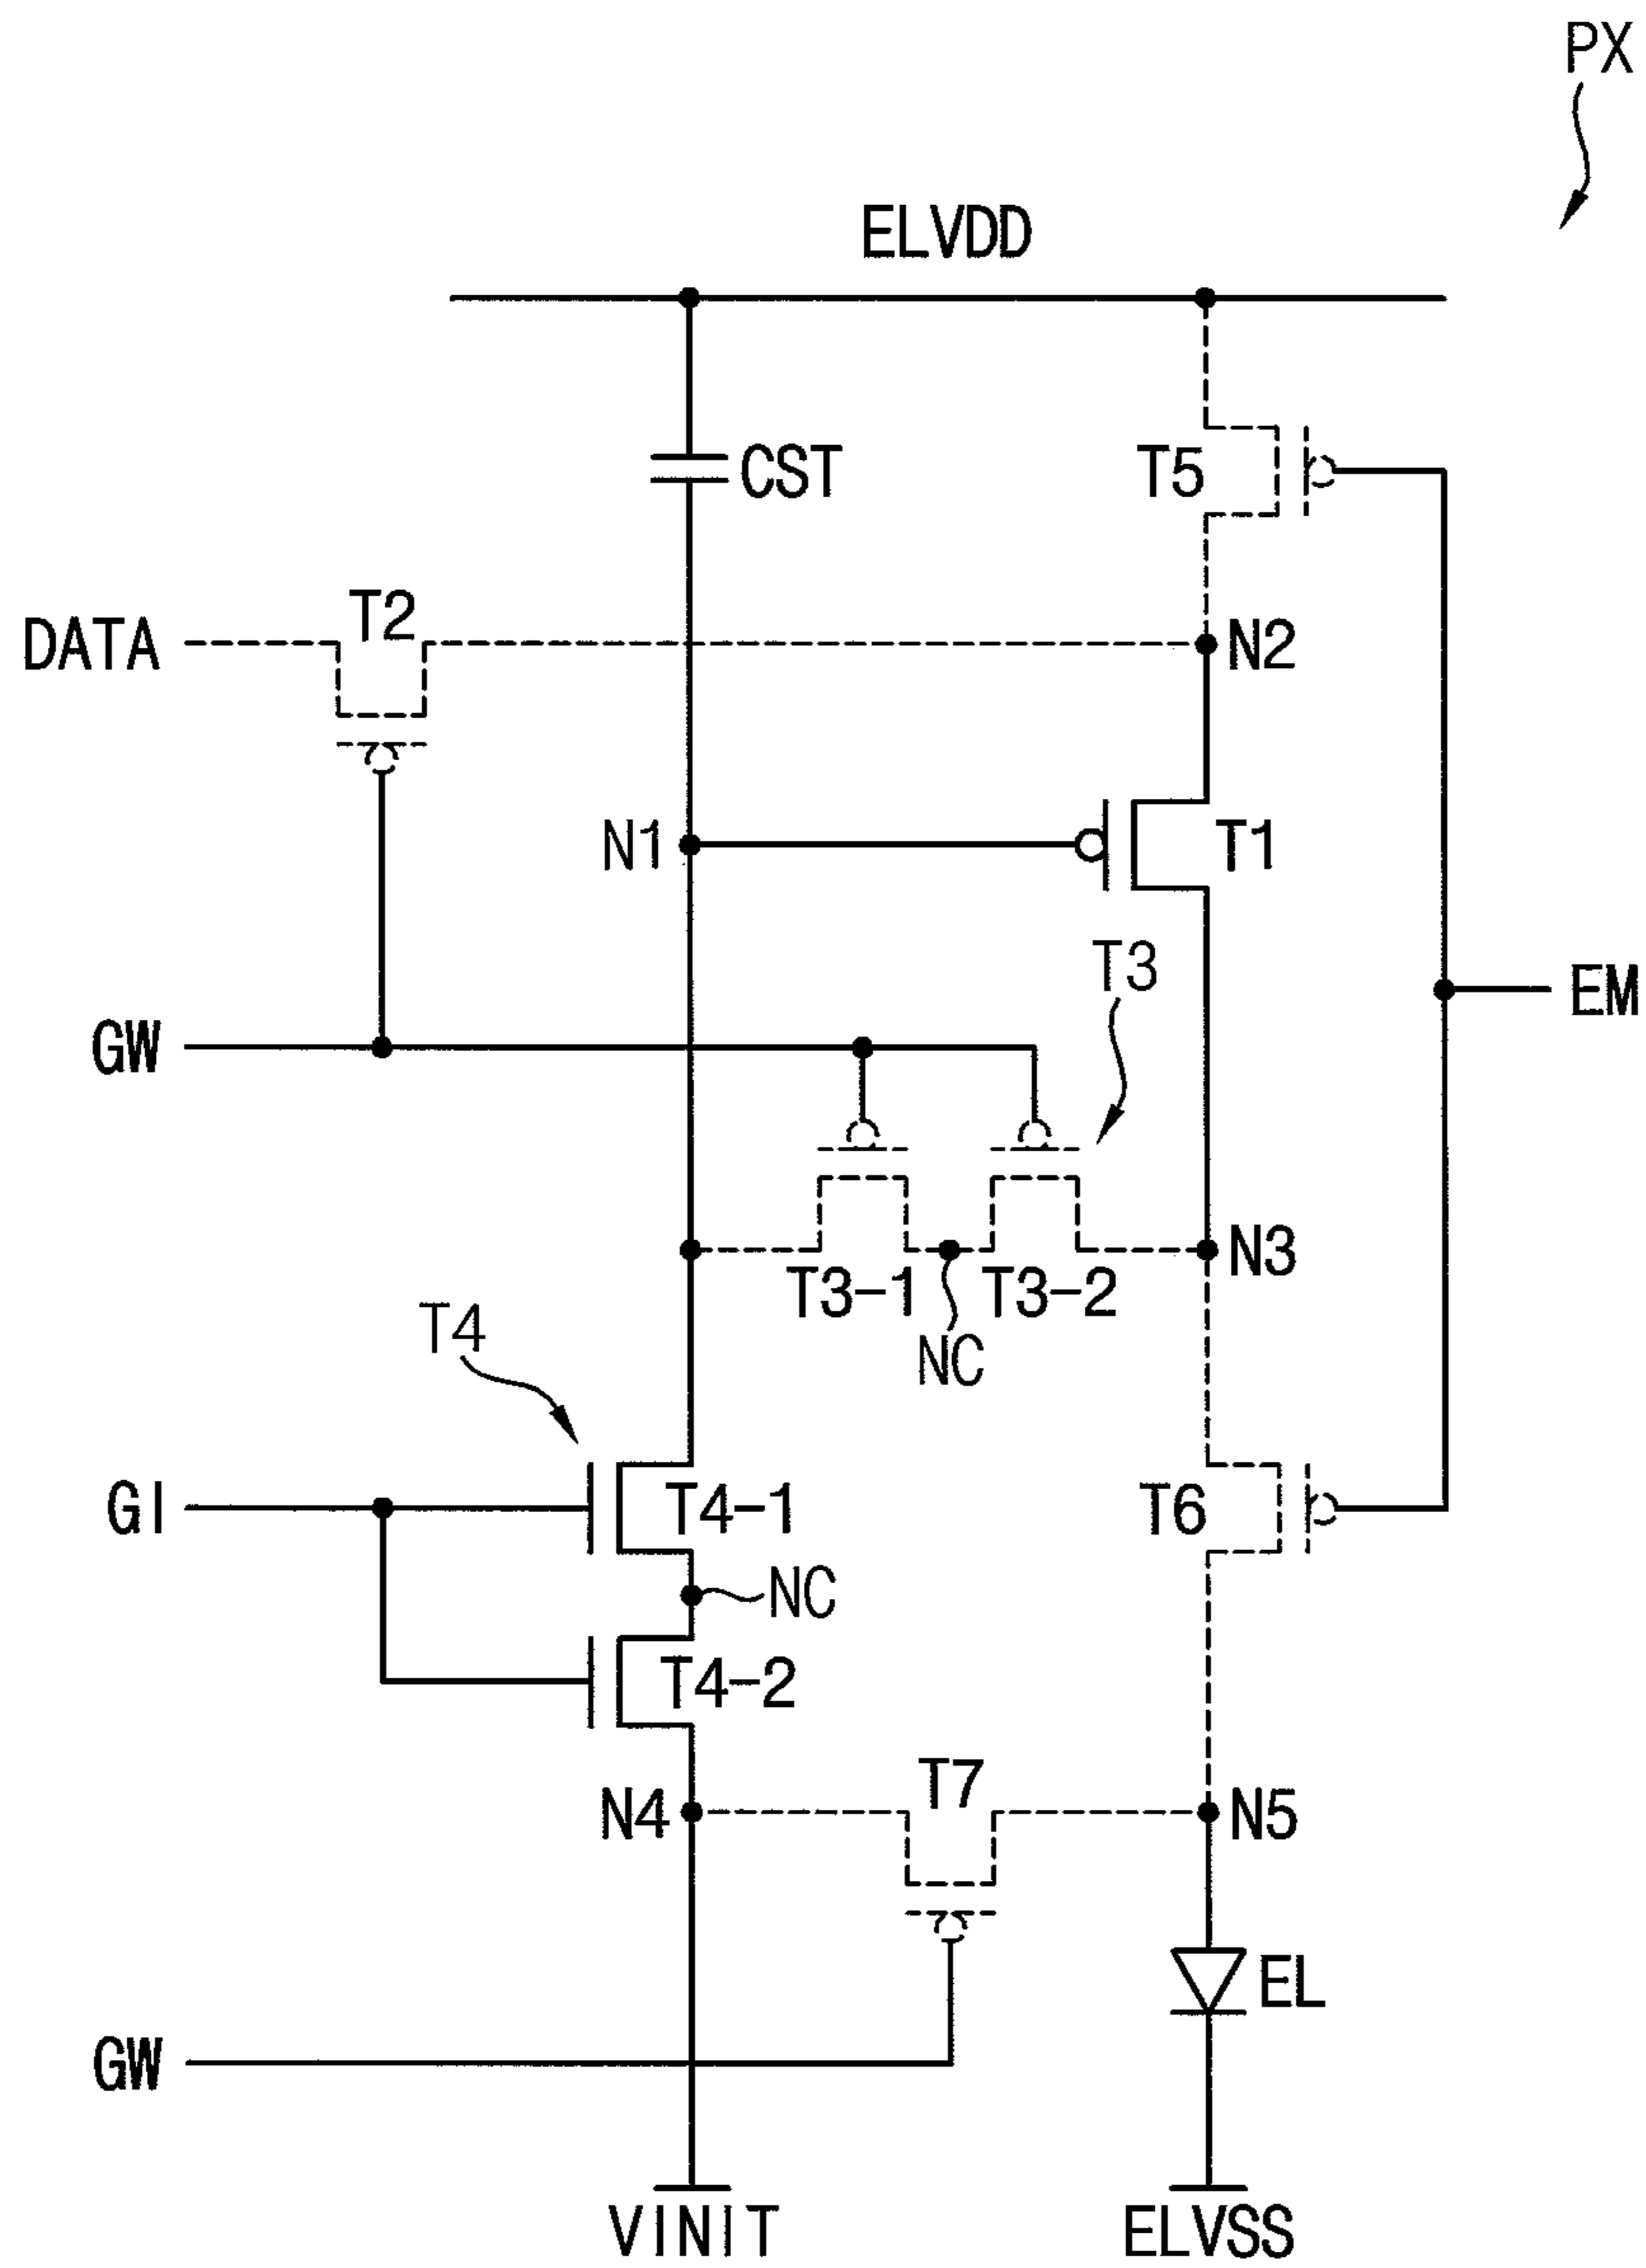 PX
ELVDD
CST
T5
DATA
T2
N2
N1
T1
T3
EM
GW
N3
T3-1
T3-2
T4
NC
GI
T4-1
T6
NC
T4-2
T7
N4
N5
EL
GW
VINIT
ELVSS